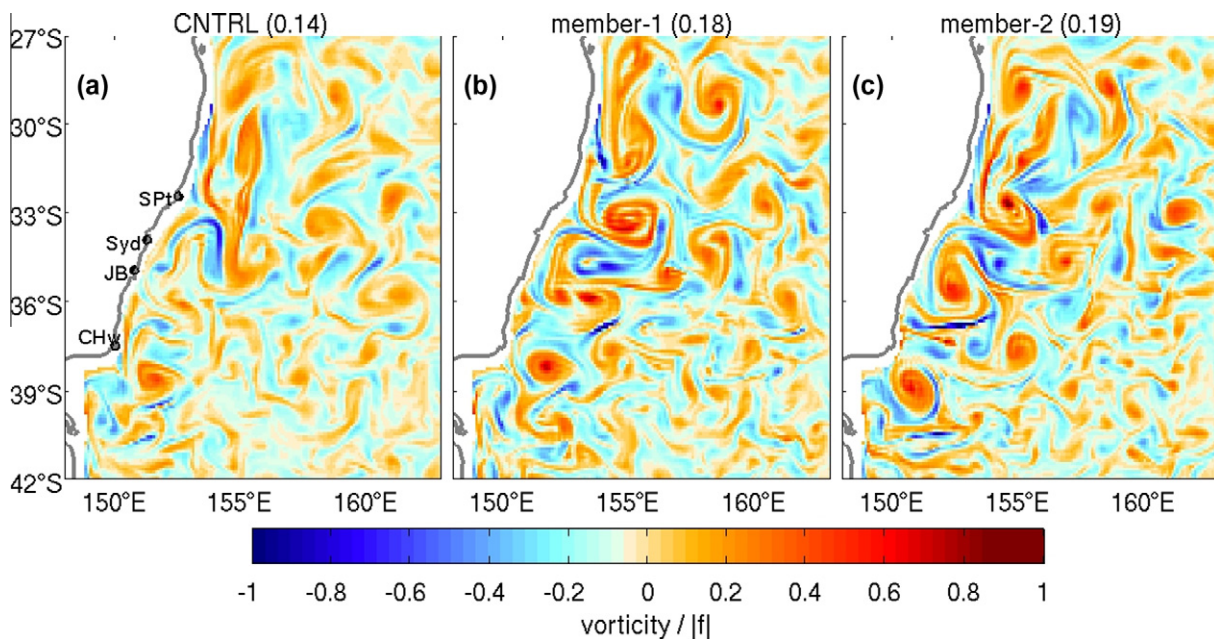 CNTRL (0.14)
member-1 (0.18)
member-2 (0.19)
27°S
30°S
33°S
36°S
39°S
42°S
(a)
(b)
(c)
SPt
Syd
JB
CHw
150°E 155°E 160°E
150°E 155°E 160°E
150°E 155°E 160°E
-1 -0.8 -0.6 -0.4 -0.2 0 0.2 0.4 0.6 0.8 1
vorticity / |f|